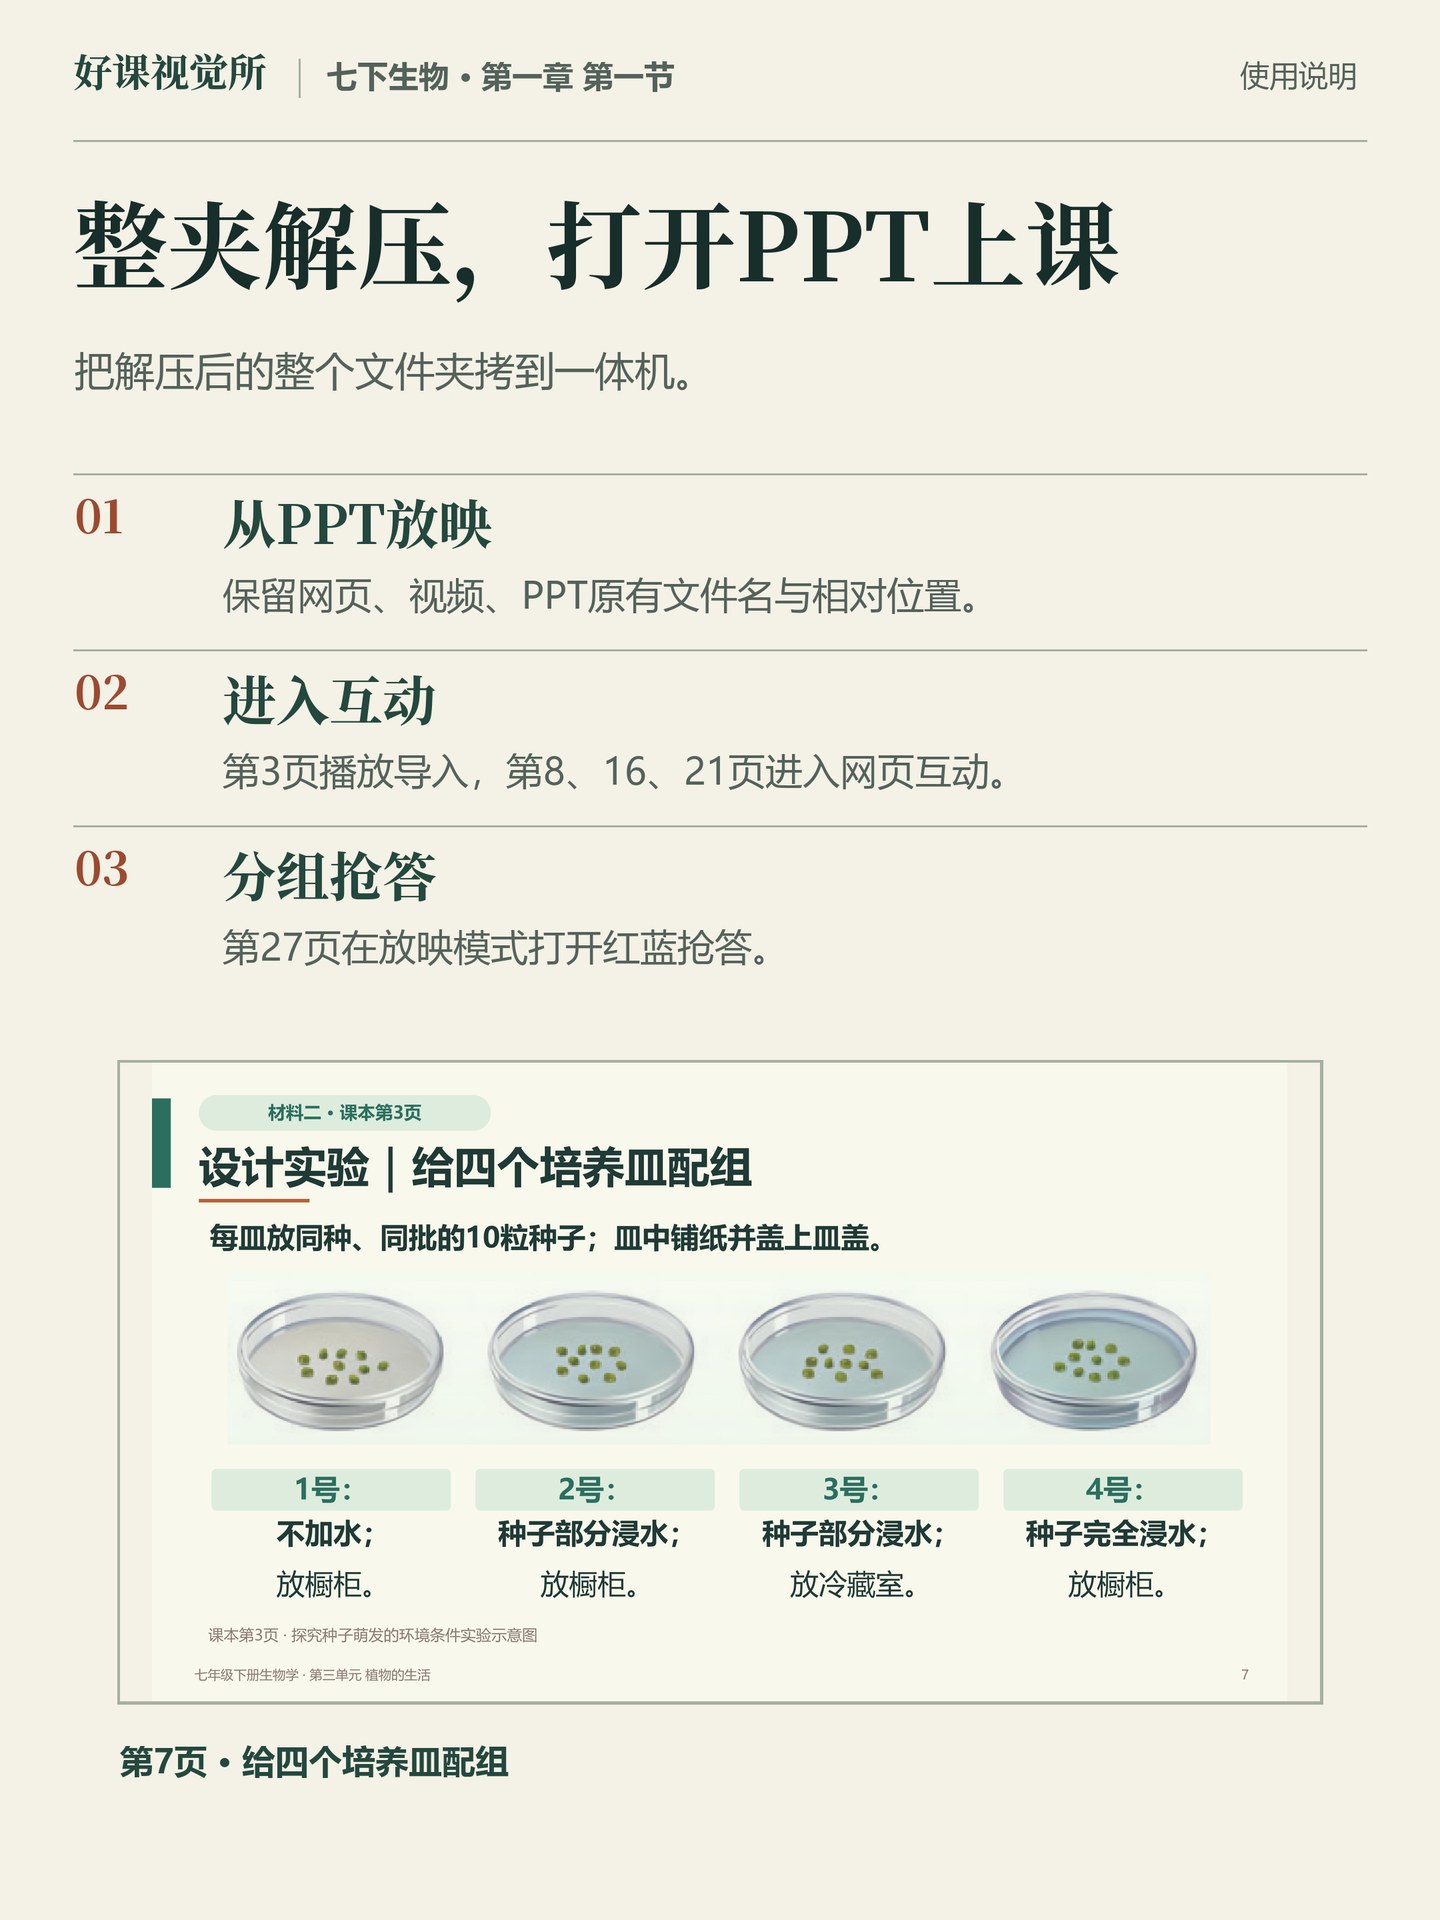 好课视觉所 | 七下生物·第一章 第一节
使用说明
整夹解压，打开PPT上课
把解压后的整个文件夹拷到一体机。
01 从PPT放映
保留网页、视频、PPT原有文件名与相对位置。
02 进入互动
第3页播放导入，第8、16、21页进入网页互动。
03 分组抢答
第27页在放映模式打开红蓝抢答。
材料二·课本第3页
设计实验｜给四个培养皿配组
每皿放同种、同批的10粒种子；皿中铺纸并盖上皿盖。
1号： 2号： 3号： 4号：
不加水； 种子部分浸水； 种子部分浸水； 种子完全浸水；
放橱柜。 放橱柜。 放冷藏室。 放橱柜。
课本第3页·探究种子萌发的环境条件实验示意图
七年级下册生物学·第三单元 植物的生活 7
第7页·给四个培养皿配组